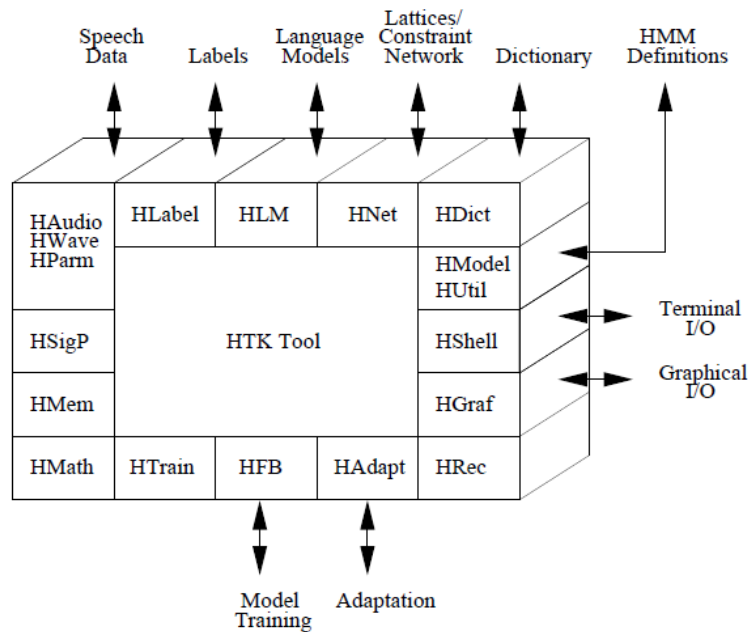 Speech
Data
Labels
Language
Models
Lattices/
Constraint
Network
Dictionary
HMM
Definitions
HAudio
HWave
HParm
HLabel
HLM
HNet
HDict
HModel
HUtil
HSigP
HTK Tool
HShell
Terminal
I/O
HMem
HGraf
Graphical
I/O
HMath
HTrain
HFB
HAdapt
HRec
Model
Training
Adaptation